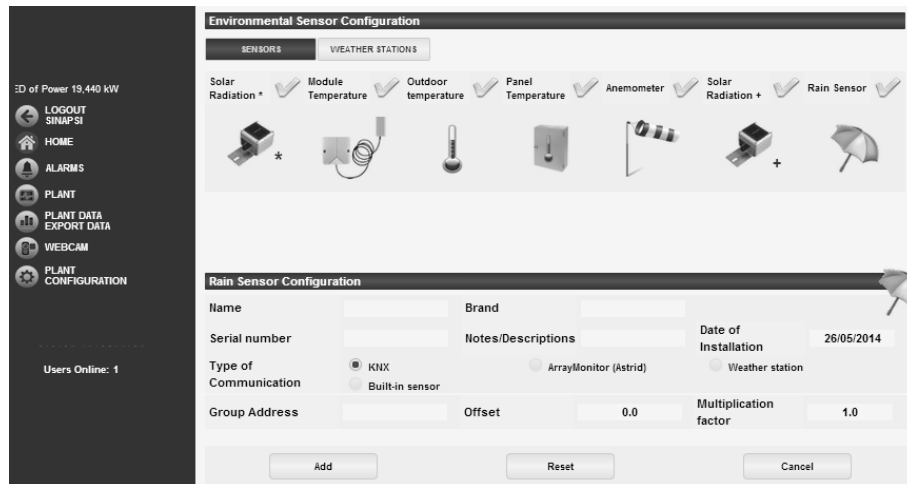 Environmental Sensor Configuration
SENSORS
WEATHER STATIONS
Solar Radiation *
Module Temperature
Outdoor temperature
Panel Temperature
Anemometer
Solar Radiation +
Rain Sensor
*
+
ED of Power 19,440 kW
LOGOUT
SINAPSI
HOME
ALARMS
PLANT
PLANT DATA
EXPORT DATA
WEBCAM
PLANT
CONFIGURATION
Users Online: 1
Rain Sensor Configuration
Name
Brand
Serial number
Notes/Descriptions
Date of
Installation
26/05/2014
Type of
Communication
KNX
ArrayMonitor (Astrid)
Weather station
Built-in sensor
Group Address
Offset
0.0
Multiplication
factor
1.0
Add
Reset
Cancel